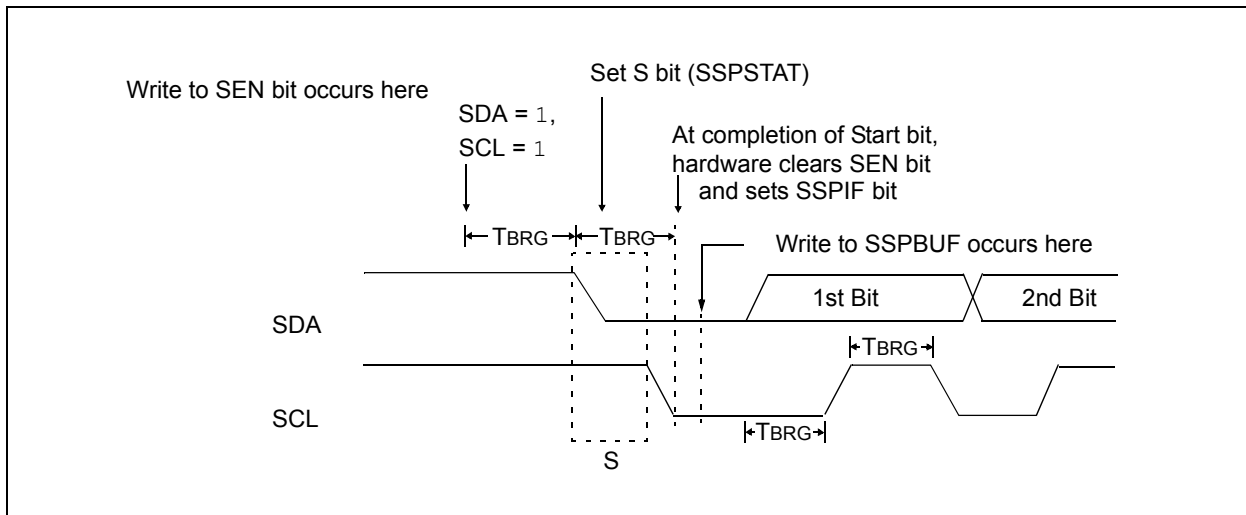 Set S bit (SSPSTAT)
Write to SEN bit occurs here
SDA = 1,
SCL = 1
At completion of Start bit,
hardware clears SEN bit
and sets SSPIF bit
TBRG
TBRG
Write to SSPBUF occurs here
1st Bit
2nd Bit
SDA
TBRG
SCL
TBRG
S